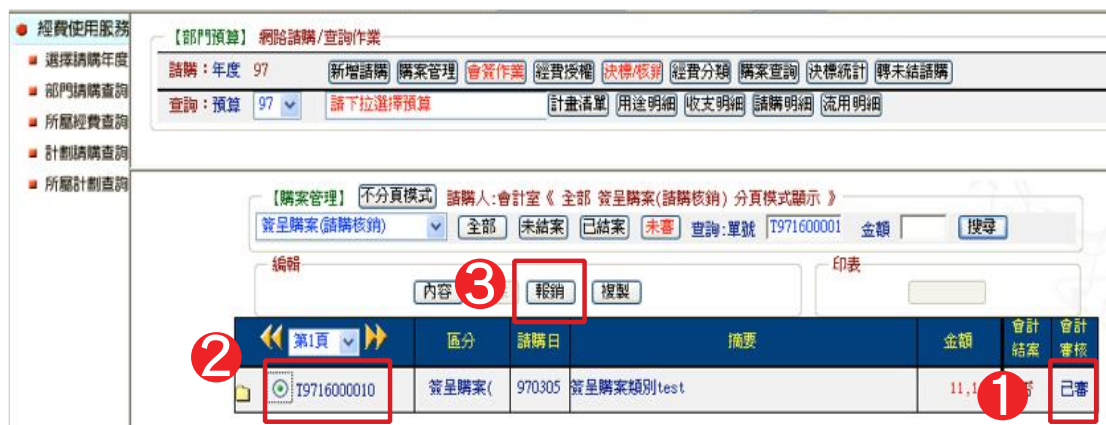 經費使用服務
選擇請購年度
部門請購查詢
所屬經費查詢
計劃請購查詢
所屬計劃查詢
【部門預算】 網路請購/查詢作業
請購：年度 97 新增請購 購案管理 會簽作業 經費授權 決標/核銷 經費分類 購案查詢 決標統計 轉未結請購
查詢：預算 97 請下拉選擇預算 計畫清單 用途明細 收支明細 請購明細 流用明細
【購案管理】 不分頁模式 請購人:會計室《 全部 簽呈購案(請購核銷) 分頁模式顯示 》
簽呈購案(請購核銷) 全部 未結案 已結案 未審 查詢:單號 T971600001 金額 搜尋
編輯 印表
內容 3 報銷 複製
第1頁 區分 請購日 摘要 金額 會計結案 會計審核
2 1
T9716000010 簽呈購案( 970305 簽呈購案類別test 11,1 已審